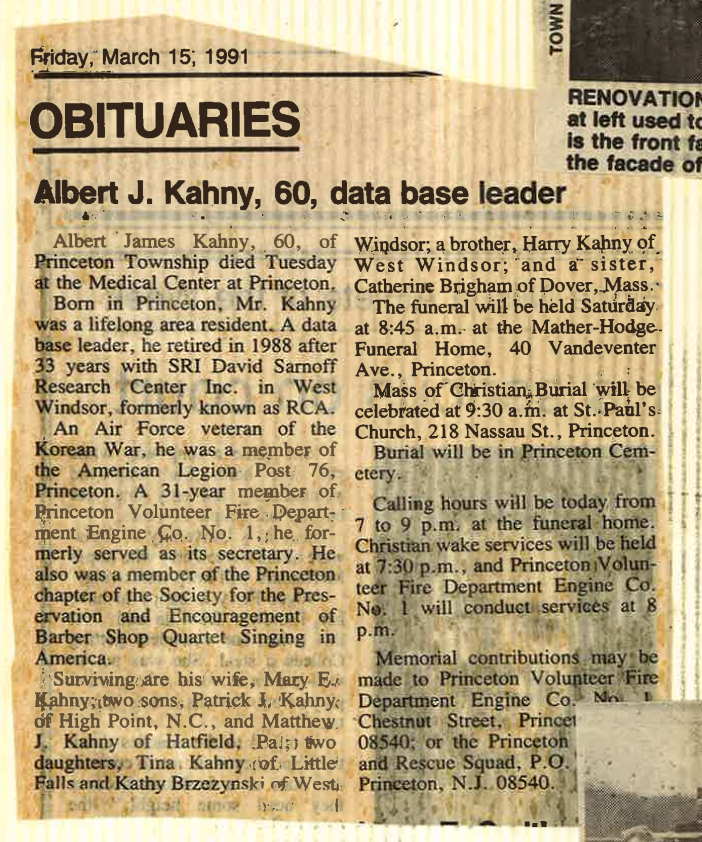 Friday, March 15, 1991
OBITUARIES
Albert J. Kahny, 60, data base leader
Albert James Kahny, 60, of
Princeton Township died Tuesday
at the Medical Center at Princeton.
Born in Princeton, Mr. Kahny
was a lifelong area resident. A data
base leader, he retired in 1988 after
33 years with SRI David Sarnoff
Research Center Inc. in West
Windsor, formerly known as RCA.
An Air Force veteran of the
Korean War, he was a member of
the American Legion Post 76,
Princeton. A 31-year member of
Princeton Volunteer Fire Depart-
ment Engine Co. No. 1, he for-
merly served as its secretary. He
also was a member of the Princeton
chapter of the Society for the Pres-
ervation and Encouragement of
Barber Shop Quartet Singing in
America.
Surviving are his wife, Mary E.
Kahny; two sons, Patrick J. Kahny
of High Point, N.C., and Matthew
J. Kahny of Hatfield, Pa.; two
daughters, Tina Kahny of Little
Falls and Kathy Brzezynski of West
Windsor; a brother, Harry Kahny of
West Windsor; and a sister,
Catherine Brigham of Dover, Mass.
The funeral will be held Saturday
at 8:45 a.m. at the Mather-Hodge
Funeral Home, 40 Vandeventer
Ave., Princeton.
Mass of Christian Burial will be
celebrated at 9:30 a.m. at St. Paul's
Church, 218 Nassau St., Princeton.
Burial will be in Princeton Cem-
etery.
Calling hours will be today from
7 to 9 p.m. at the funeral home.
Christian wake services will be held
at 7:30 p.m., and Princeton Volun-
teer Fire Department Engine Co.
No. 1 will conduct services at 8
p.m.
Memorial contributions may be
made to Princeton Volunteer Fire
Department Engine Co. No. 1,
Chestnut Street, Princet
08540; or the Princeton
and Rescue Squad, P.O.
Princeton, N.J. 08540.
TOWN
RENOVATION
at left used to
is the front fa
the facade of